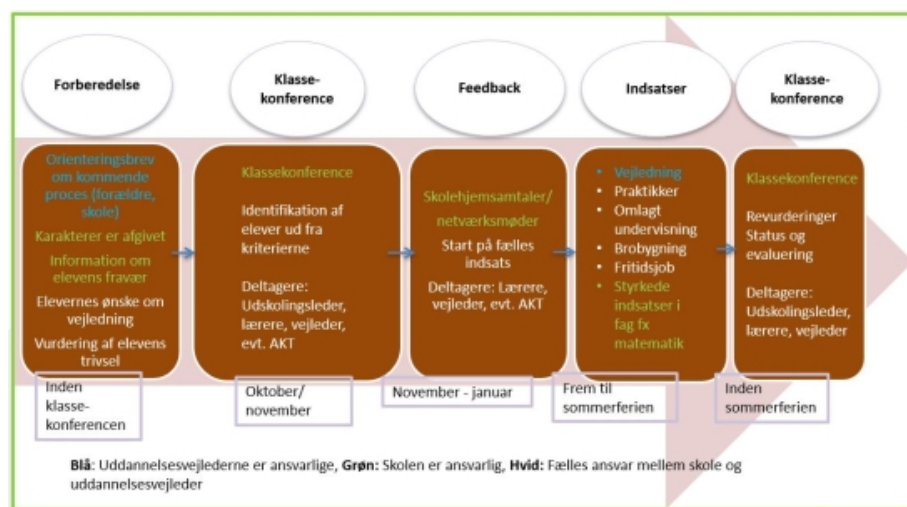 Forberedelse
Klasse-
konference
Feedback
Indsatser
Klasse-
konference
Orienteringsbrev
om kommende
proces (forældre,
skole)
Karakterer er afgivet
Information om
elevens fravær
Elevernes ønske om
vejledning
Vurdering af elevens
trivsel
Klassekonference
Identifikation af
elever ud fra
kriterierne
Deltagere:
Udskolingsleder,
lærere, vejleder,
evt. AKT
Skolehjemsamtaler/
netværksmøder
Start på fælles
indsats
Deltagere: Lærere,
vejleder, evt. AKT
• Vejledning
• Praktikker
• Omlagt
undervisning
• Brobygning
• Fritidsjob
• Styrkede
indsatser i
fag fx
matematik
Klassekonference
Revurderinger
Status og
evaluering
Deltagere:
Udskolingsleder,
lærere, vejleder
Inden
klasse-
konferencen
Oktober/
november
November - januar
Frem til
sommerferien
Inden
sommerferien
Blå: Uddannelsesvejlederne er ansvarlige, Grøn: Skolen er ansvarlig, Hvid: Fælles ansvar mellem skole og
uddannelsesvejleder